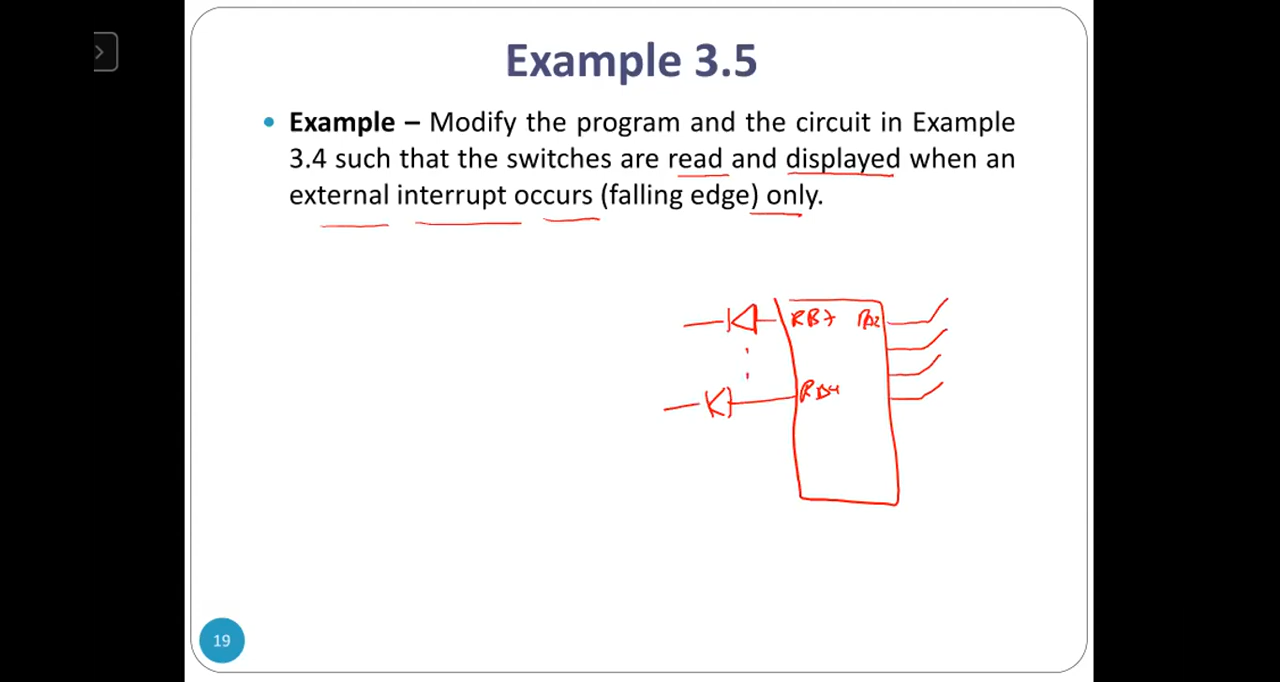 Example 3.5
• Example – Modify the program and the circuit in Example
3.4 such that the switches are read and displayed when an
external interrupt occurs (falling edge) only.
RB7
RB4
19